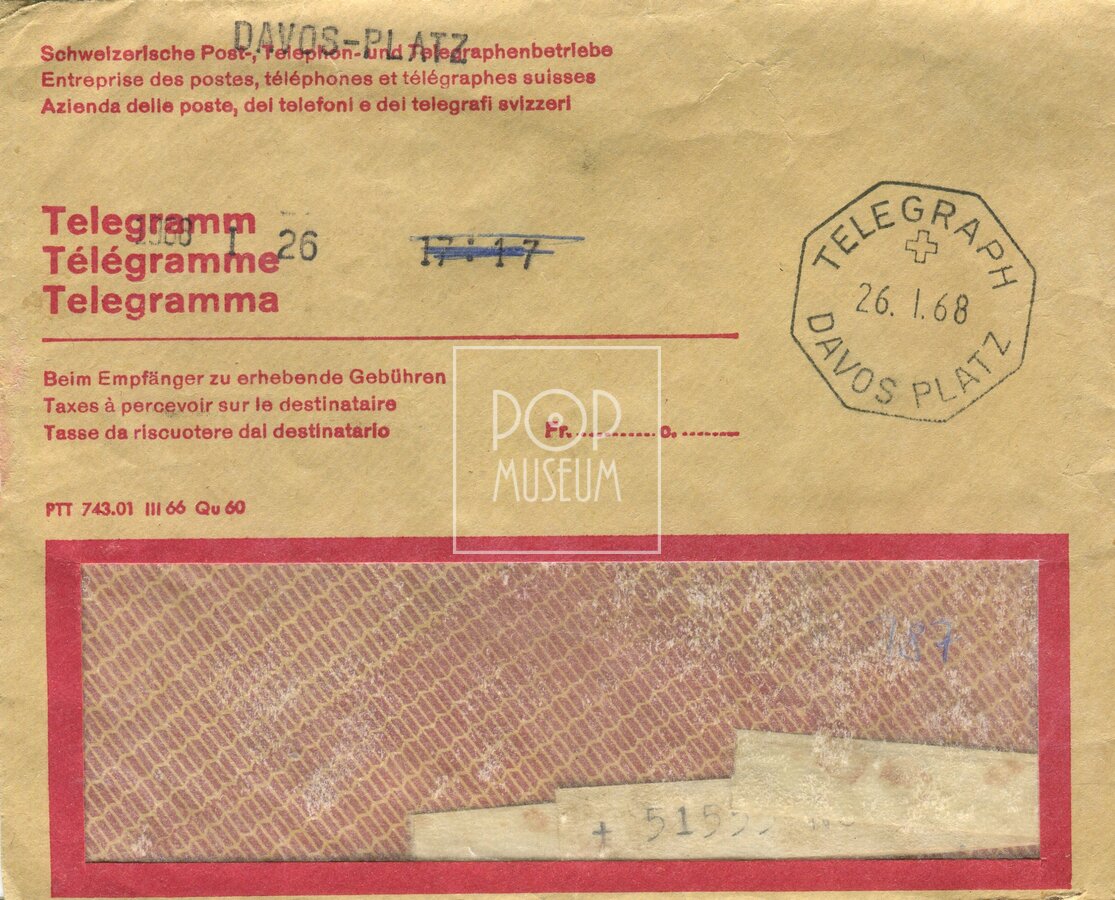 DAVOS-PLATZ
Schweizerische Post-, Telephon- und Telegraphenbetriebe
Entreprise des postes, téléphones et télégraphes suisses
Azienda delle poste, dei telefoni e dei telegrafi svizzeri
Telegramm
1968 I 26
17:17
Télégramme
Telegramma
TELEGRAPH
26. I. 68
DAVOS PLATZ
Beim Empfänger zu erhebende Gebühren
Taxes à percevoir sur le destinataire
Tasse da riscuotere dal destinatario
Fr. ............ c. ........
POP
MUSEUM
PTT 743.01 III 66 Qu 60
187
+ 5155